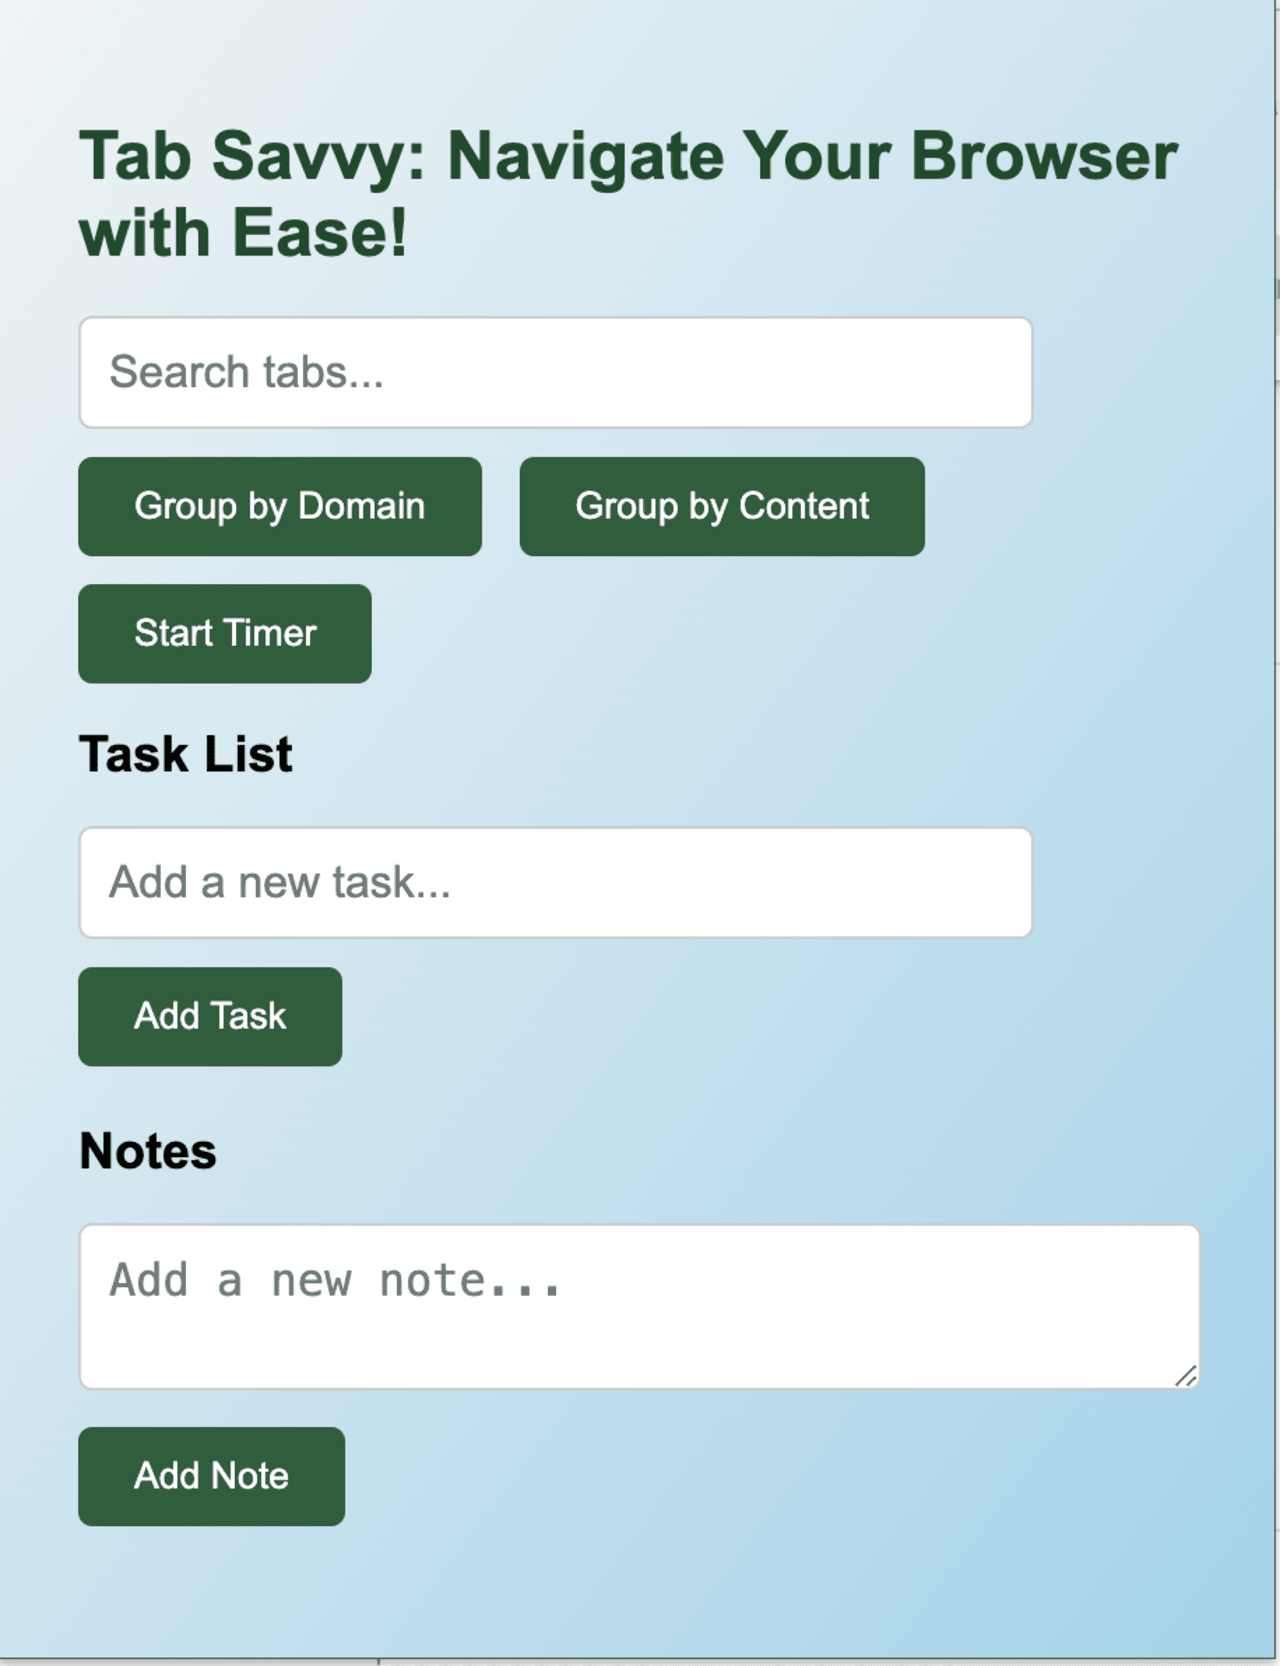 Tab Savvy: Navigate Your Browser
with Ease!
Search tabs...
Group by Domain
Group by Content
Start Timer
Task List
Add a new task...
Add Task
Notes
Add a new note...
Add Note